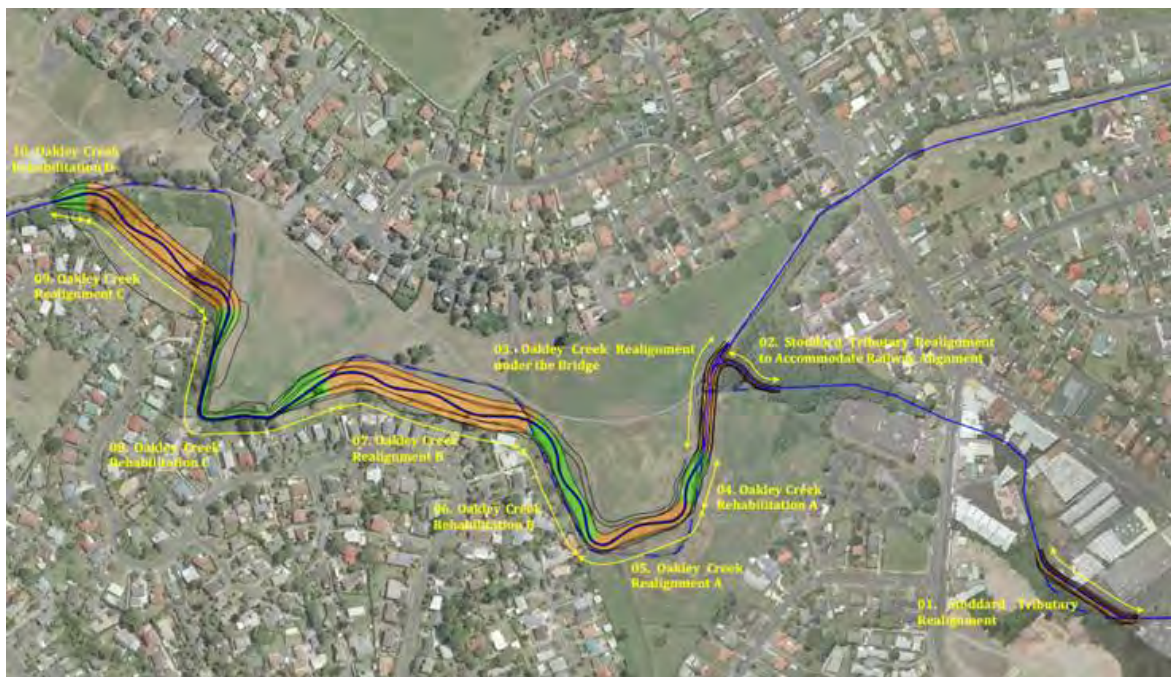 10. Oakley Creek
Rehabilitation D
09. Oakley Creek
Realignment C
03. Oakley Creek Realignment
under the Bridge
02. Stoddard Tributary Realignment
to Accommodate Railway Alignment
08. Oakley Creek
Rehabilitation C
07. Oakley Creek
Realignment B
06. Oakley Creek
Rehabilitation B
04. Oakley Creek
Rehabilitation A
05. Oakley Creek
Realignment A
01. Stoddard Tributary
Realignment